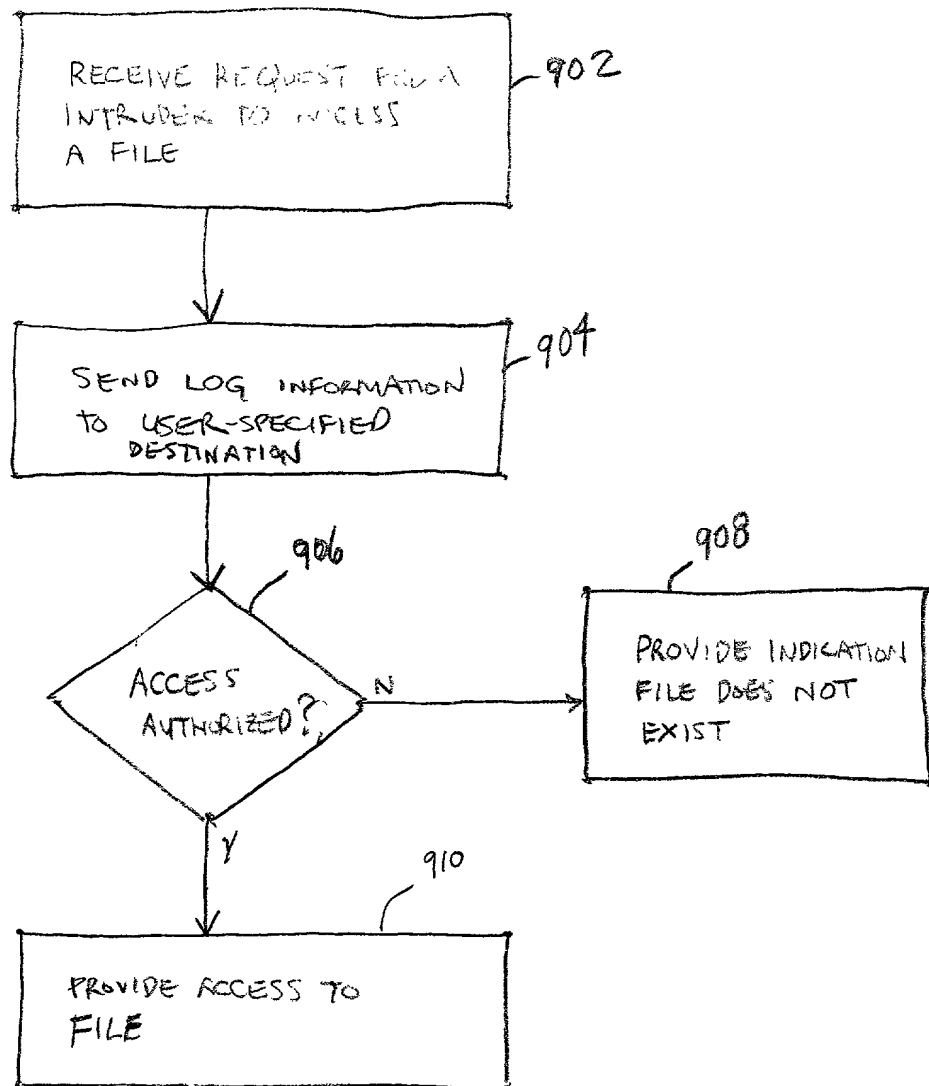 RECEIVE REQUEST FROM
INTRUDER TO ACCESS
A FILE
902
SEND LOG INFORMATION
TO USER-SPECIFIED
DESTINATION
904
906
ACCESS
AUTHORIZED?
N
908
PROVIDE INDICATION
FILE DOES NOT
EXIST
Y
910
PROVIDE ACCESS TO
FILE